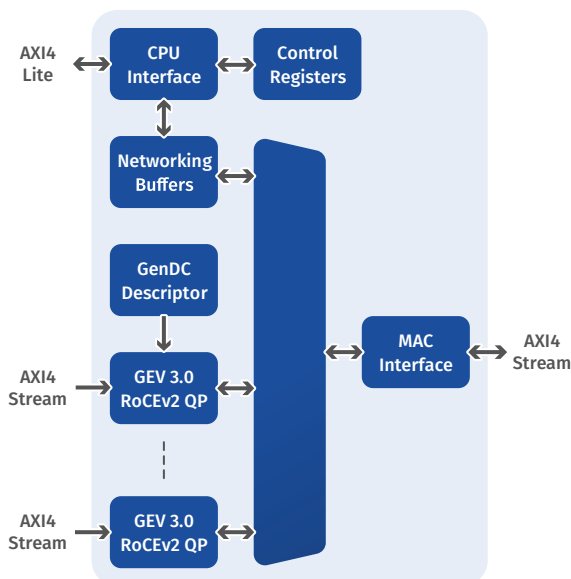 AXI4
Lite
CPU
Interface
Control
Registers
Networking
Buffers
GenDC
Descriptor
MAC
Interface
AXI4
Stream
AXI4
Stream
GEV 3.0
RoCEv2 QP
AXI4
Stream
GEV 3.0
RoCEv2 QP